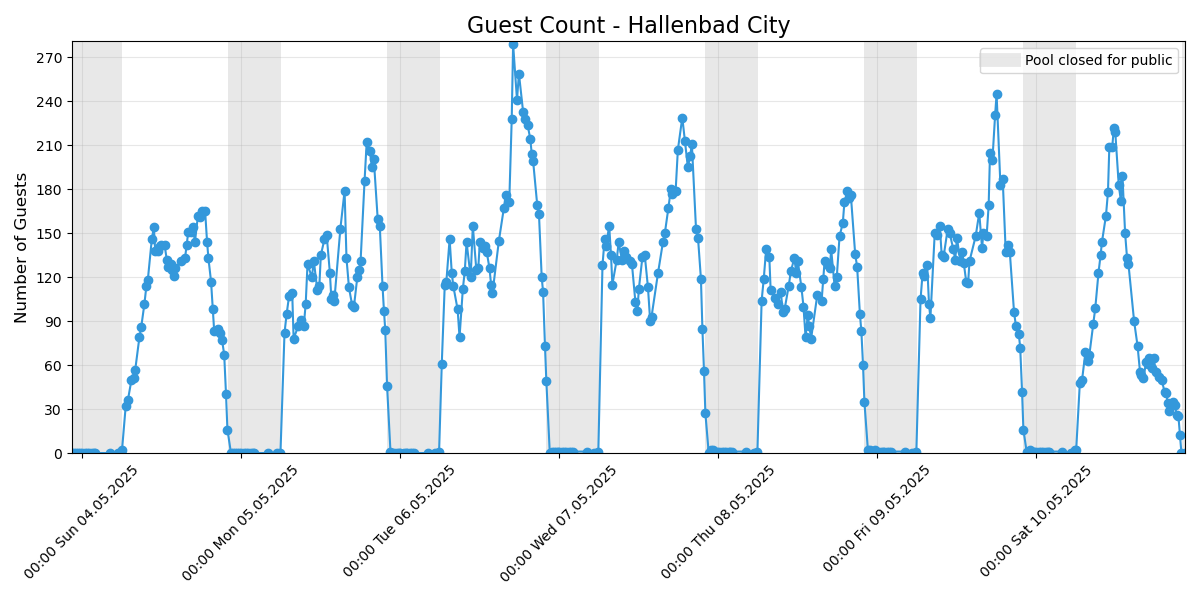 Guest Count - Hallenbad City
Number of Guests
270
240
210
180
150
120
90
60
30
0
Pool closed for public
00:00 Sun 04.05.2025
00:00 Mon 05.05.2025
00:00 Tue 06.05.2025
00:00 Wed 07.05.2025
00:00 Thu 08.05.2025
00:00 Fri 09.05.2025
00:00 Sat 10.05.2025